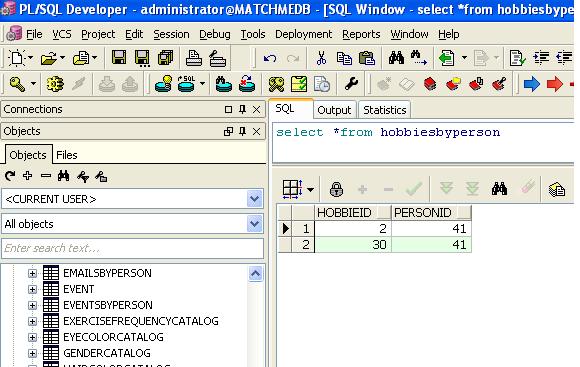 PL/SQL Developer - administrator@MATCHMEDB - [SQL Window - select *from hobbiesbype
File VCS Project Edit Session Debug Tools Deployment Reports Window Help
SQL
Connections
Objects
Objects Files
<CURRENT USER>
All objects
Enter search text...
EMAILSBYPERSON
EVENT
EVENTSBYPERSON
EXERCISEFREQUENCYCATALOG
EYECOLORCATALOG
GENDERCATALOG
HAIRCOLORCATALOG
SQL Output Statistics
select *from hobbiesbyperson
HOBBIEID PERSONID
1 2 41
2 30 41